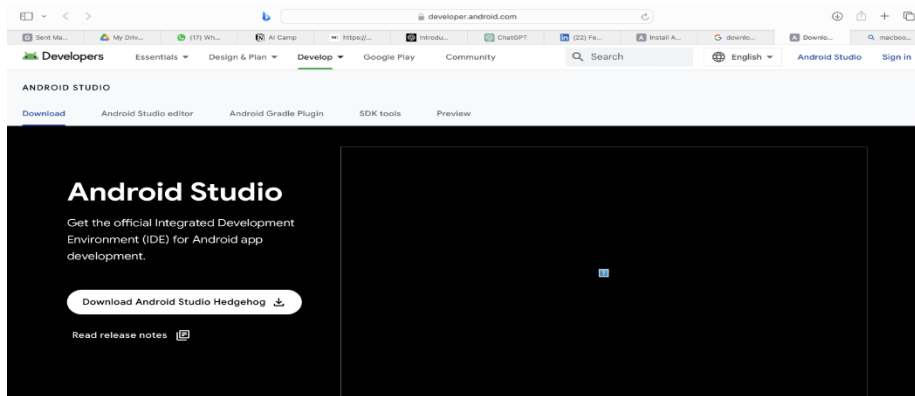 developer.android.com
Sent Ma... My Driv... (17) Wh... AI Camp https://... Introdu... ChatGPT (22) Fe... Install A... downlo... Downlo... macboo...
Developers Essentials Design & Plan Develop Google Play Community Search English Android Studio Sign in
ANDROID STUDIO
Download Android Studio editor Android Gradle Plugin SDK tools Preview
Android Studio
Get the official Integrated Development
Environment (IDE) for Android app
development.
Download Android Studio Hedgehog
Read release notes